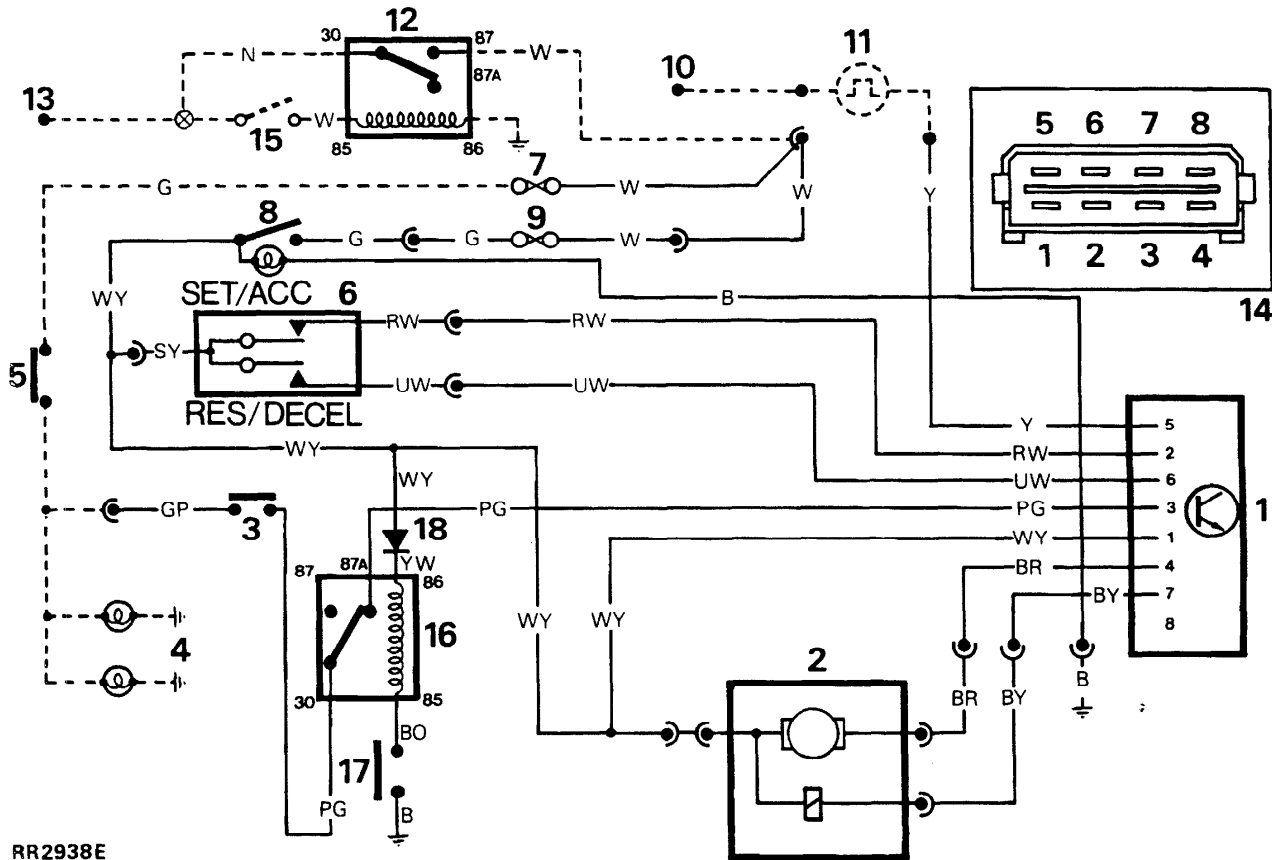 12
30 87
N W
87A
11
10
13
W
15
85 86
5 6 7 8
1 2 3 4
14
7
G W
W
Y
8
9
G G W
WY
B
SET/ACC 6
RW RW
SY
UW UW
RES/DECEL
5
WY
WY
Y 5
RW 2
UW 6
PG PG 3
WY 1
BR 4
BY 7
8
1
GP
3
18
YW
87 87A 86
16
WY WY
4
30 85
BO
17
PG B
2
BR BY B
RR2938E